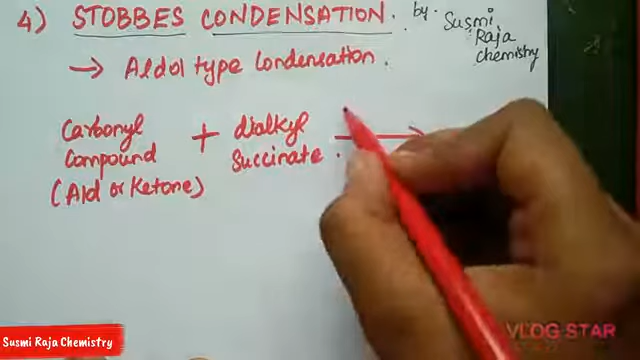 4) STOBBES CONDENSATION.
by. Susmi
Raja
chemistry
→ Aldol type Condensation.
Carbonyl
Compound
(Ald or Ketone)
+
dialkyl
Succinate
VLOG STAR
Susmi Raja Chemistry